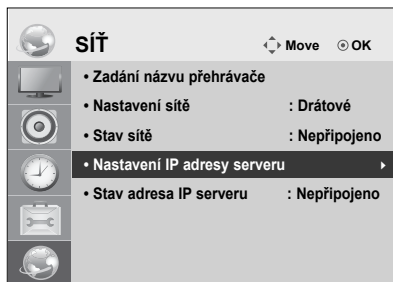 SÍŤ Move OK
• Zadání názvu přehrávače
• Nastavení sítě : Drátové
• Stav sítě : Nepřipojeno
• Nastavení IP adresy serveru
• Stav adresa IP serveru : Nepřipojeno